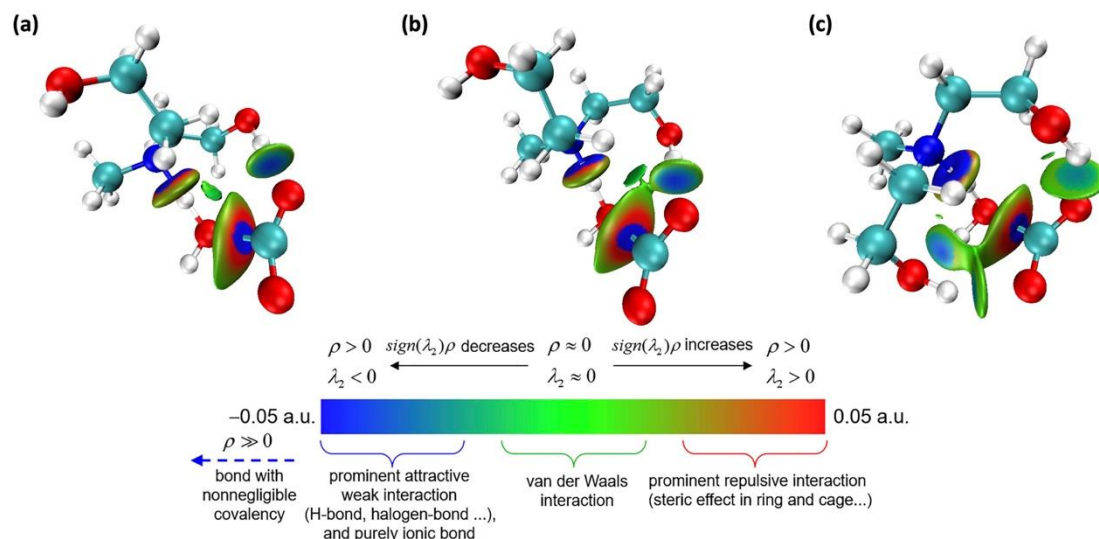 (a)
(b)
(c)
ρ > 0
sign(λ₂)ρ decreases
ρ ≈ 0
sign(λ₂)ρ increases
ρ > 0
λ₂ < 0
λ₂ ≈ 0
λ₂ > 0
−0.05 a.u.
0.05 a.u.
ρ ≫ 0
bond with
nonnegligible
covalency
prominent attractive
weak interaction
(H-bond, halogen-bond ...),
and purely ionic bond
van der Waals
interaction
prominent repulsive interaction
(steric effect in ring and cage...)